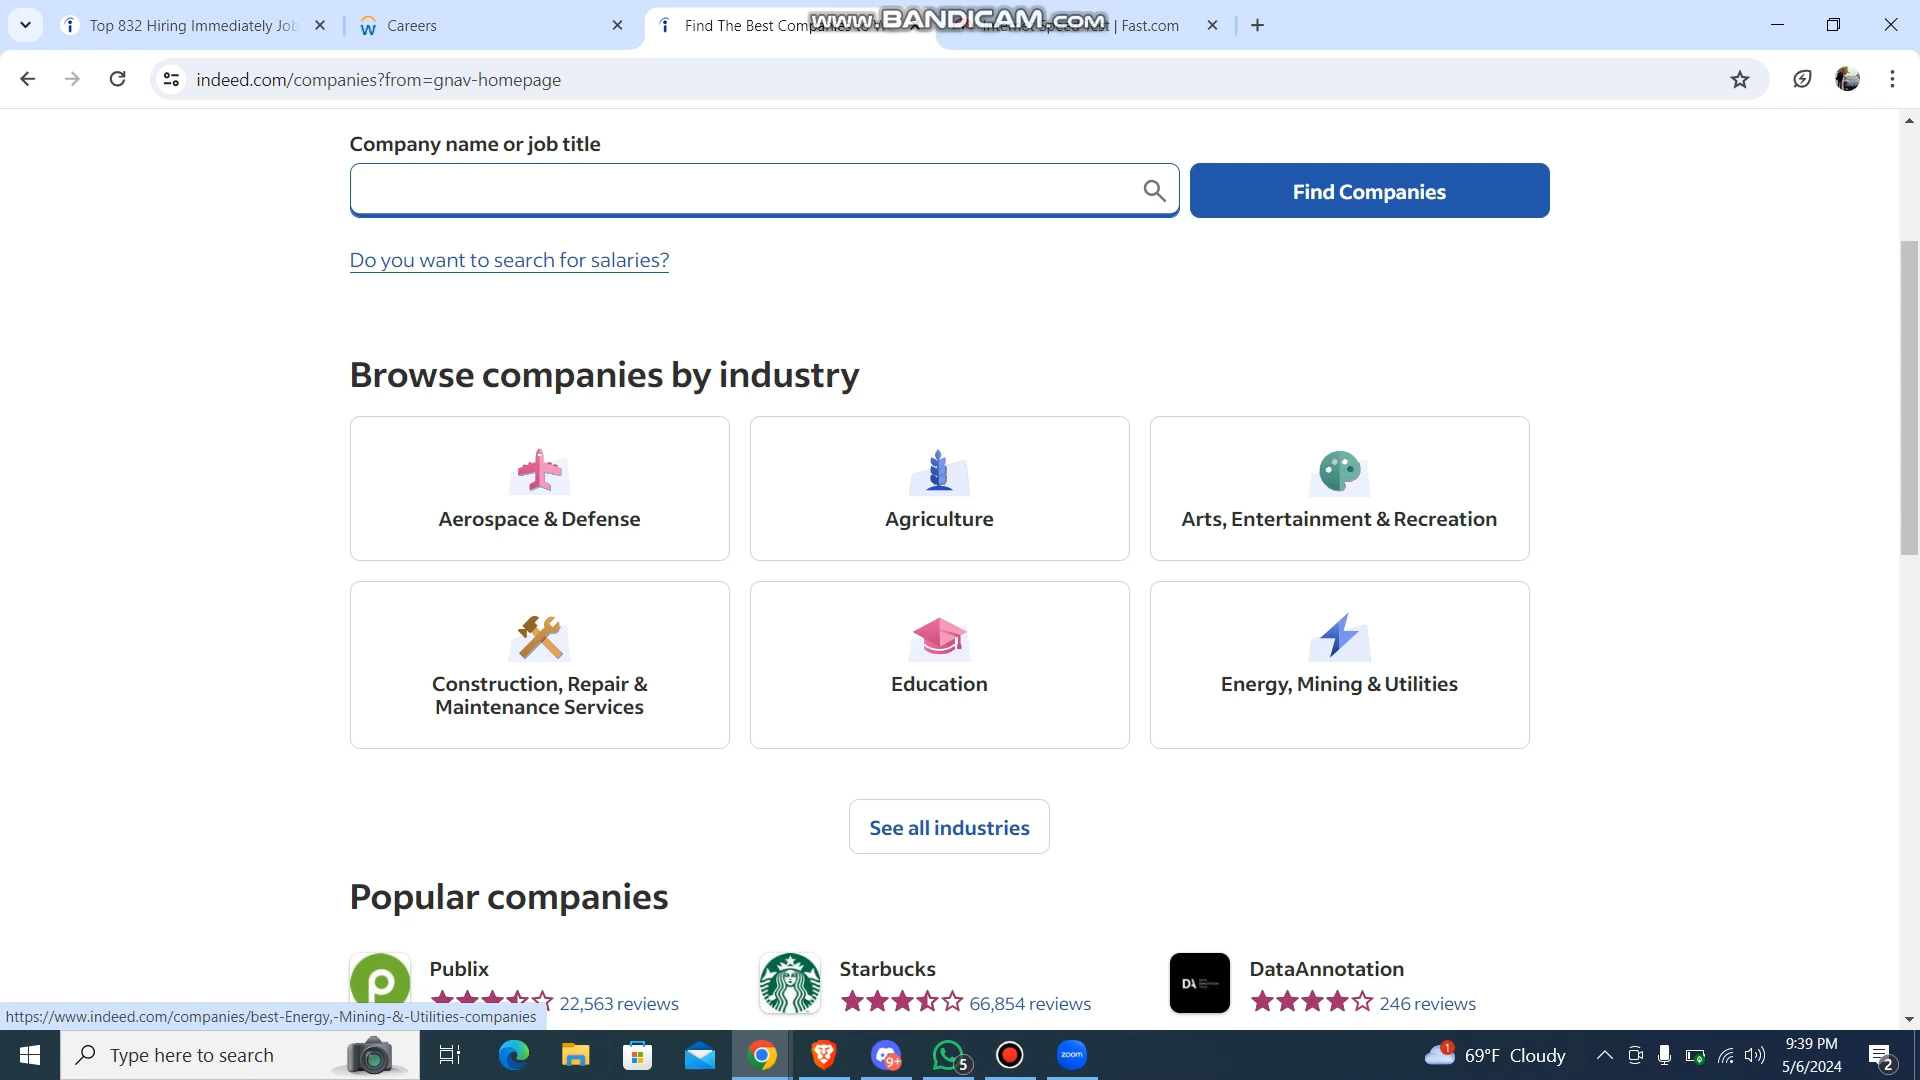 Top 832 Hiring Immediately Job
Careers
Find The Best Companies to W
Internet Speed Test | Fast.com
www.BANDICAM.com
indeed.com/companies?from=gnav-homepage
Company name or job title
Find Companies
Do you want to search for salaries?
Browse companies by industry
Aerospace & Defense
Agriculture
Arts, Entertainment & Recreation
Construction, Repair &
Maintenance Services
Education
Energy, Mining & Utilities
See all industries
Popular companies
Publix
22,563 reviews
Starbucks
66,854 reviews
DataAnnotation
246 reviews
https://www.indeed.com/companies/best-Energy,-Mining-&-Utilities-companies
Type here to search
9+
5
zoom
1
69°F Cloudy
9:39 PM
5/6/2024
2